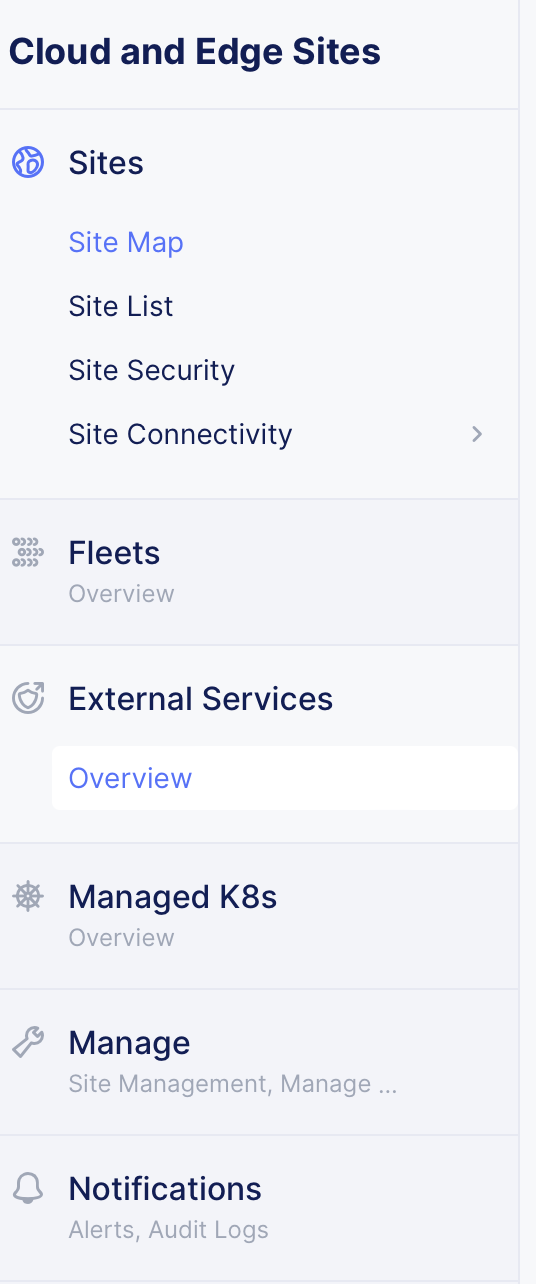 Cloud and Edge Sites
Sites
Site Map
Site List
Site Security
Site Connectivity
Fleets
Overview
External Services
Overview
Managed K8s
Overview
Manage
Site Management, Manage ...
Notifications
Alerts, Audit Logs